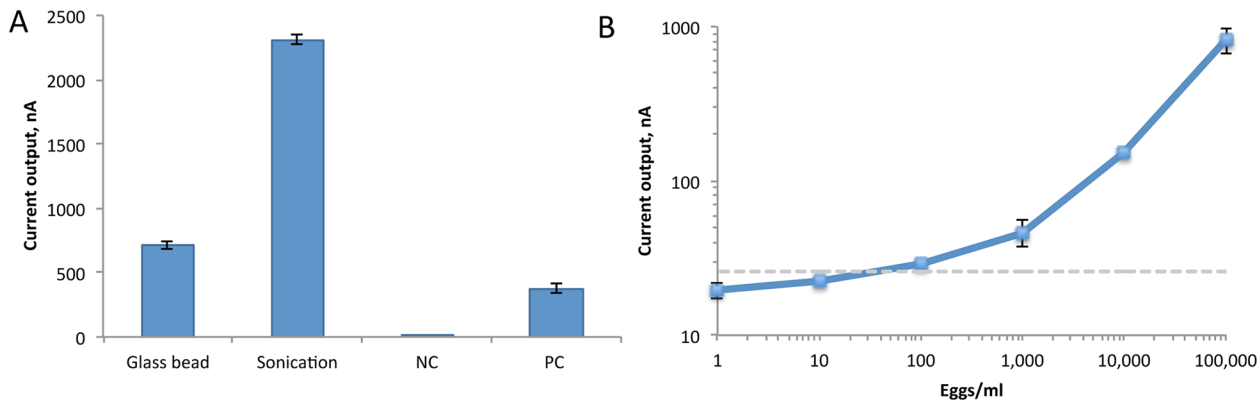 A
Current output, nA
2500
2000
1500
1000
500
0
Glass bead
Sonication
NC
PC
B
Current output, nA
1000
100
10
1
10
100
1,000
10,000
100,000
Eggs/ml